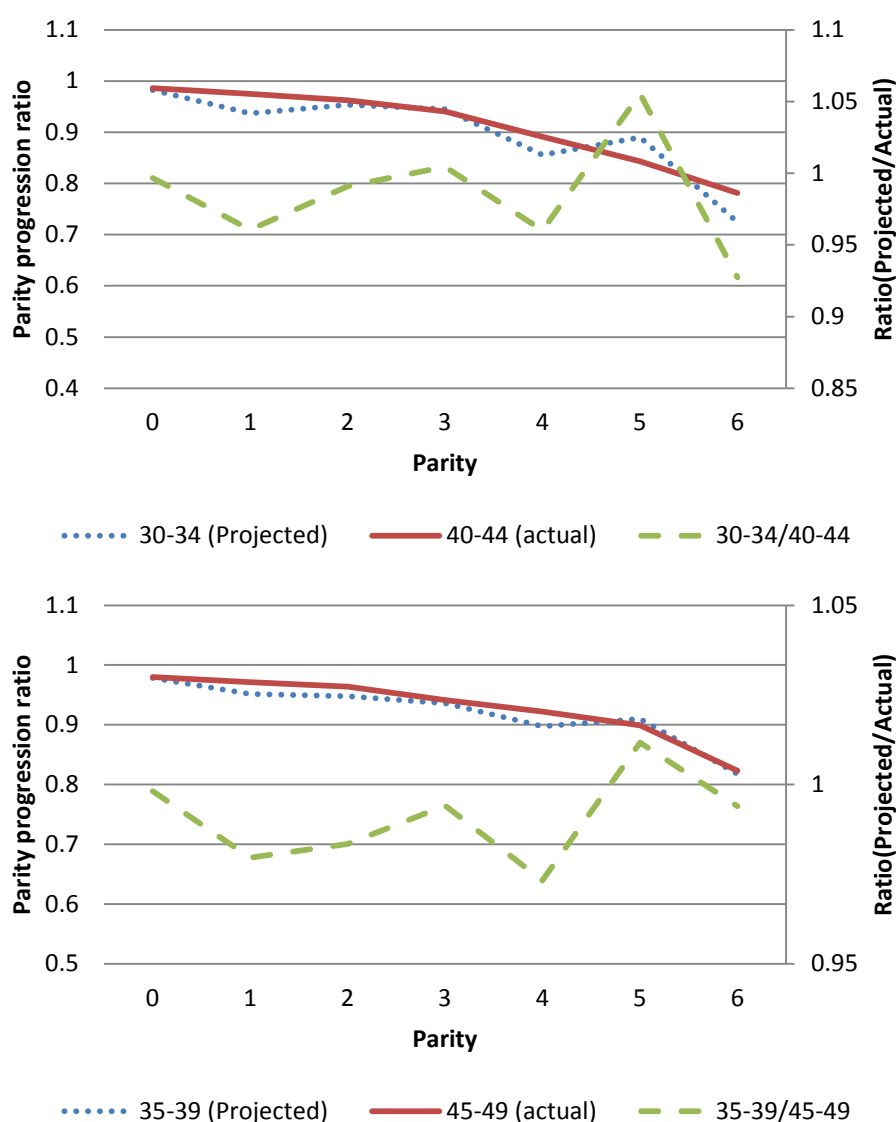 1.1
1
0.9
0.8
0.7
0.6
0.5
0.4
Parity progression ratio
1.1
1.05
1
0.95
0.9
0.85
Ratio(Projected/Actual)
0 1 2 3 4 5 6
Parity
30-34 (Projected) 40-44 (actual) 30-34/40-44
1.1
1
0.9
0.8
0.7
0.6
0.5
Parity progression ratio
1.05
1
0.95
Ratio(Projected/Actual)
0 1 2 3 4 5 6
Parity
35-39 (Projected) 45-49 (actual) 35-39/45-49